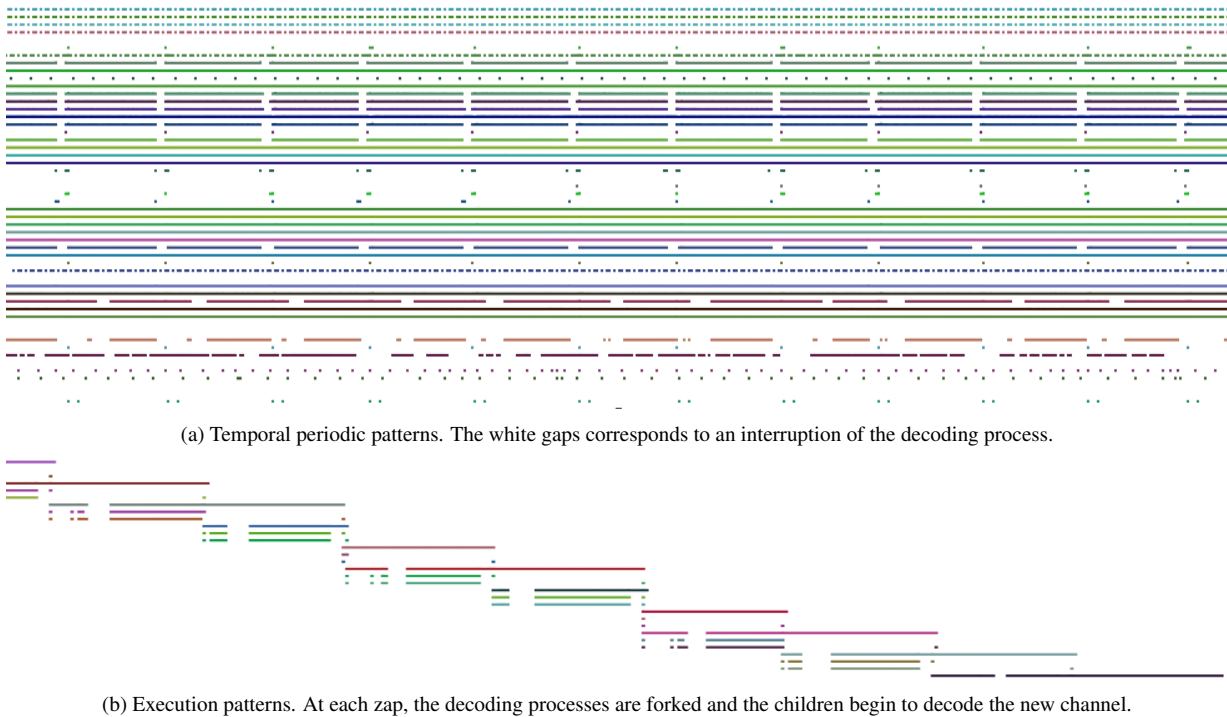 (a) Temporal periodic patterns. The white gaps corresponds to an interruption of the decoding process.
(b) Execution patterns. At each zap, the decoding processes are forked and the children begin to decode the new channel.